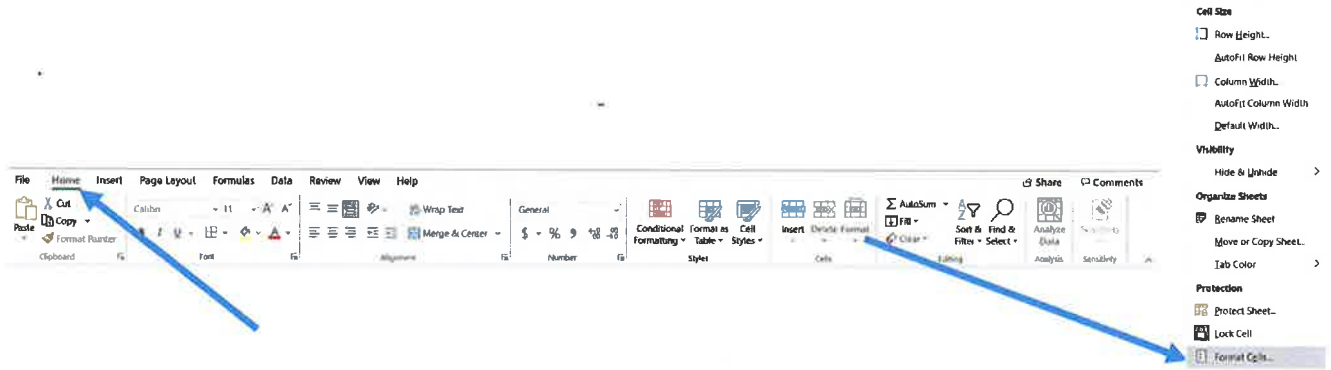 File Home Insert Page Layout Formulas Data Review View Help Share Comments
Cut
Copy
Paste
Format Painter
Clipboard
Calibri 11 A A
B I U A
Font
Wrap Text
Merge & Center
Alignment
General
$ % 9
Number
Conditional Formatting
Format as Table
Cell Styles
Styles
Insert Delete Format
Cells
AutoSum
Fill
Clear
Sort & Filter
Find & Select
Editing
Analyze Data
Analysis
Sensitivity
Sensitivity
Cell Size
Row Height...
AutoFit Row Height
Column Width...
AutoFit Column Width
Default Width...
Visibility
Hide & Unhide
Organize Sheets
Rename Sheet
Move or Copy Sheet...
Tab Color
Protection
Protect Sheet...
Lock Cell
Format Cells...